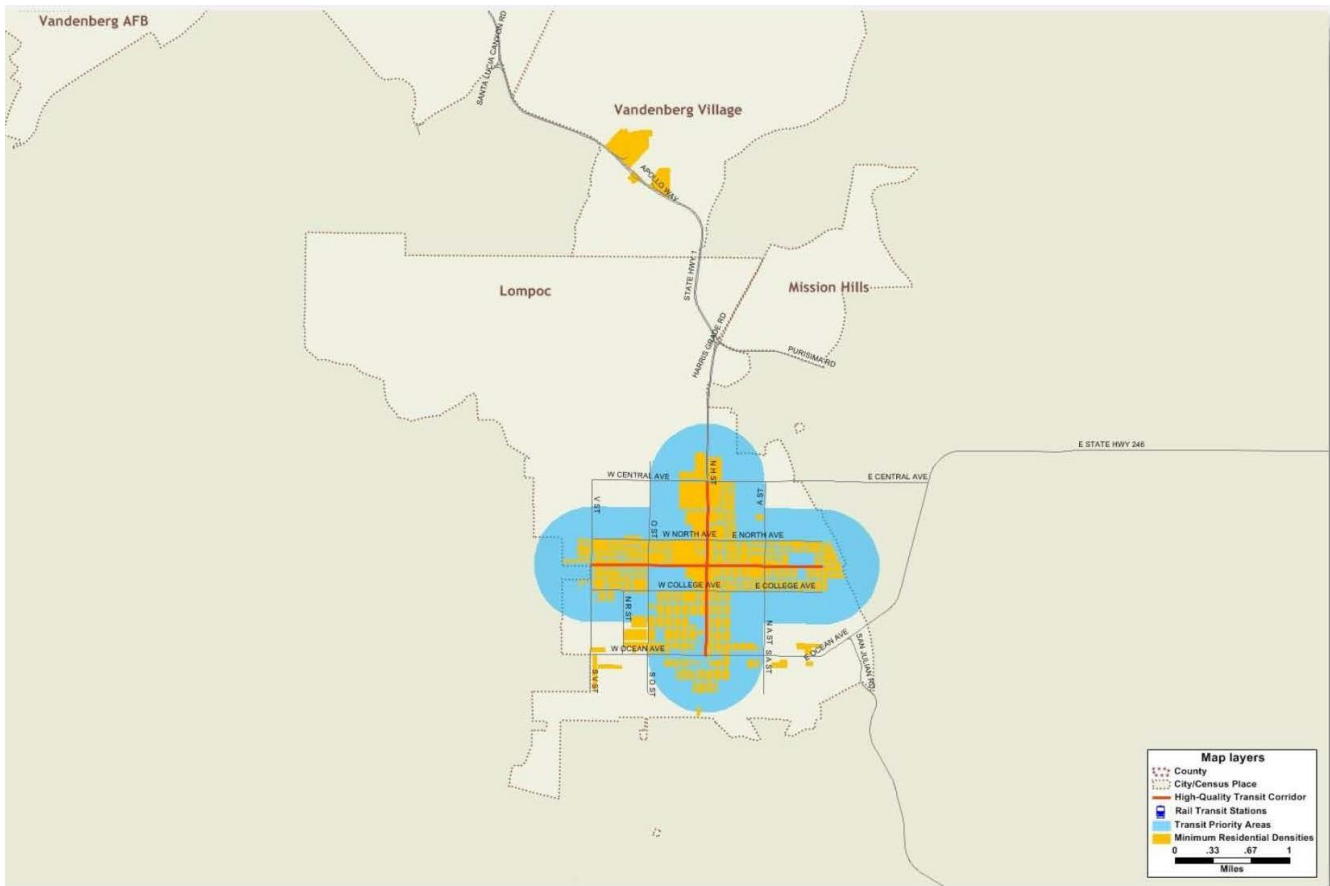 Vandenberg AFB
SANTA LUCIA CANYON RD
Vandenberg Village
APOLLO WAY
STATE HWY 1
Lompoc
Mission Hills
HARRIS GRADE RD
PURISIMA RD
E STATE HWY 246
N H ST
W CENTRAL AVE
E CENTRAL AVE
V ST
A ST
O ST
W NORTH AVE
E NORTH AVE
W COLLEGE AVE
E COLLEGE AVE
N R ST
N A ST
S A ST
W OCEAN AVE
E OCEAN AVE
SAN JULIAN RD
S V ST
S O ST
Map layers
County
City/Census Place
High-Quality Transit Corridor
Rail Transit Stations
Transit Priority Areas
Minimum Residential Densities
0 .33 .67 1
Miles